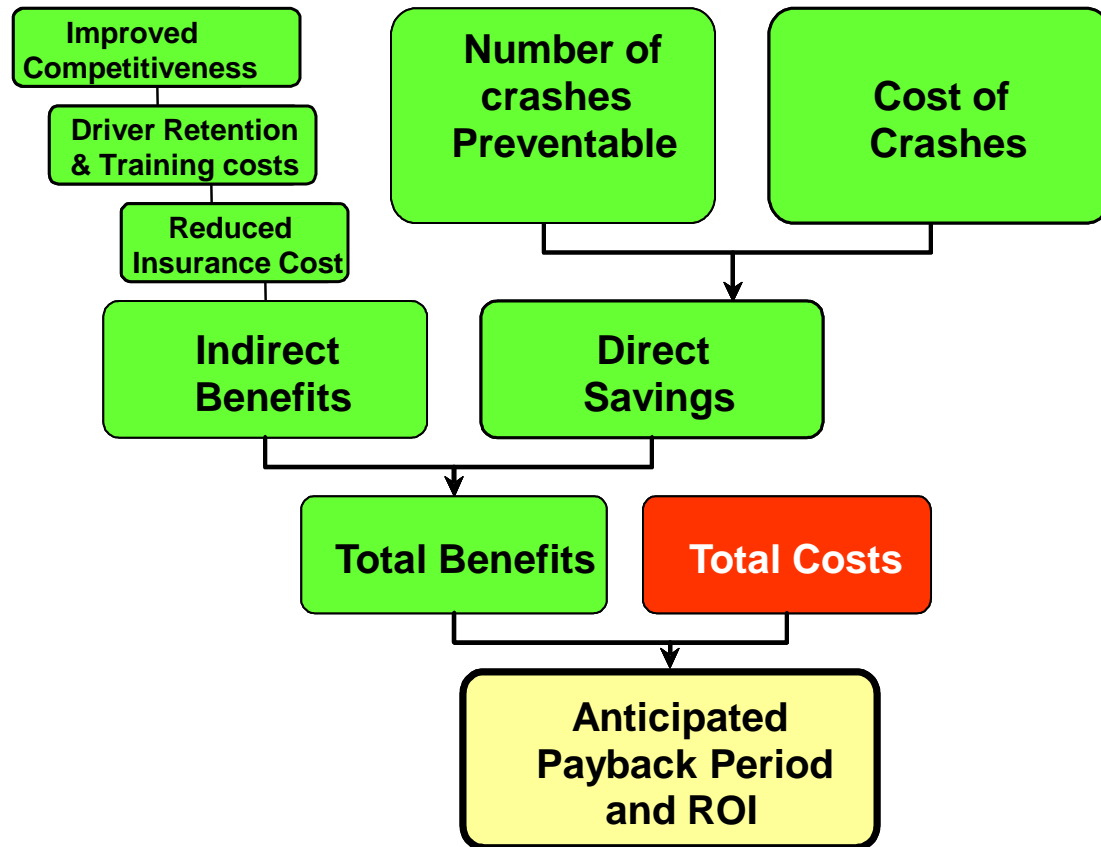 Improved
Competitiveness
Driver Retention
& Training costs
Reduced
Insurance Cost
Number of
crashes
Preventable
Cost of
Crashes
Indirect
Benefits
Direct
Savings
Total Benefits
Total Costs
Anticipated
Payback Period
and ROI